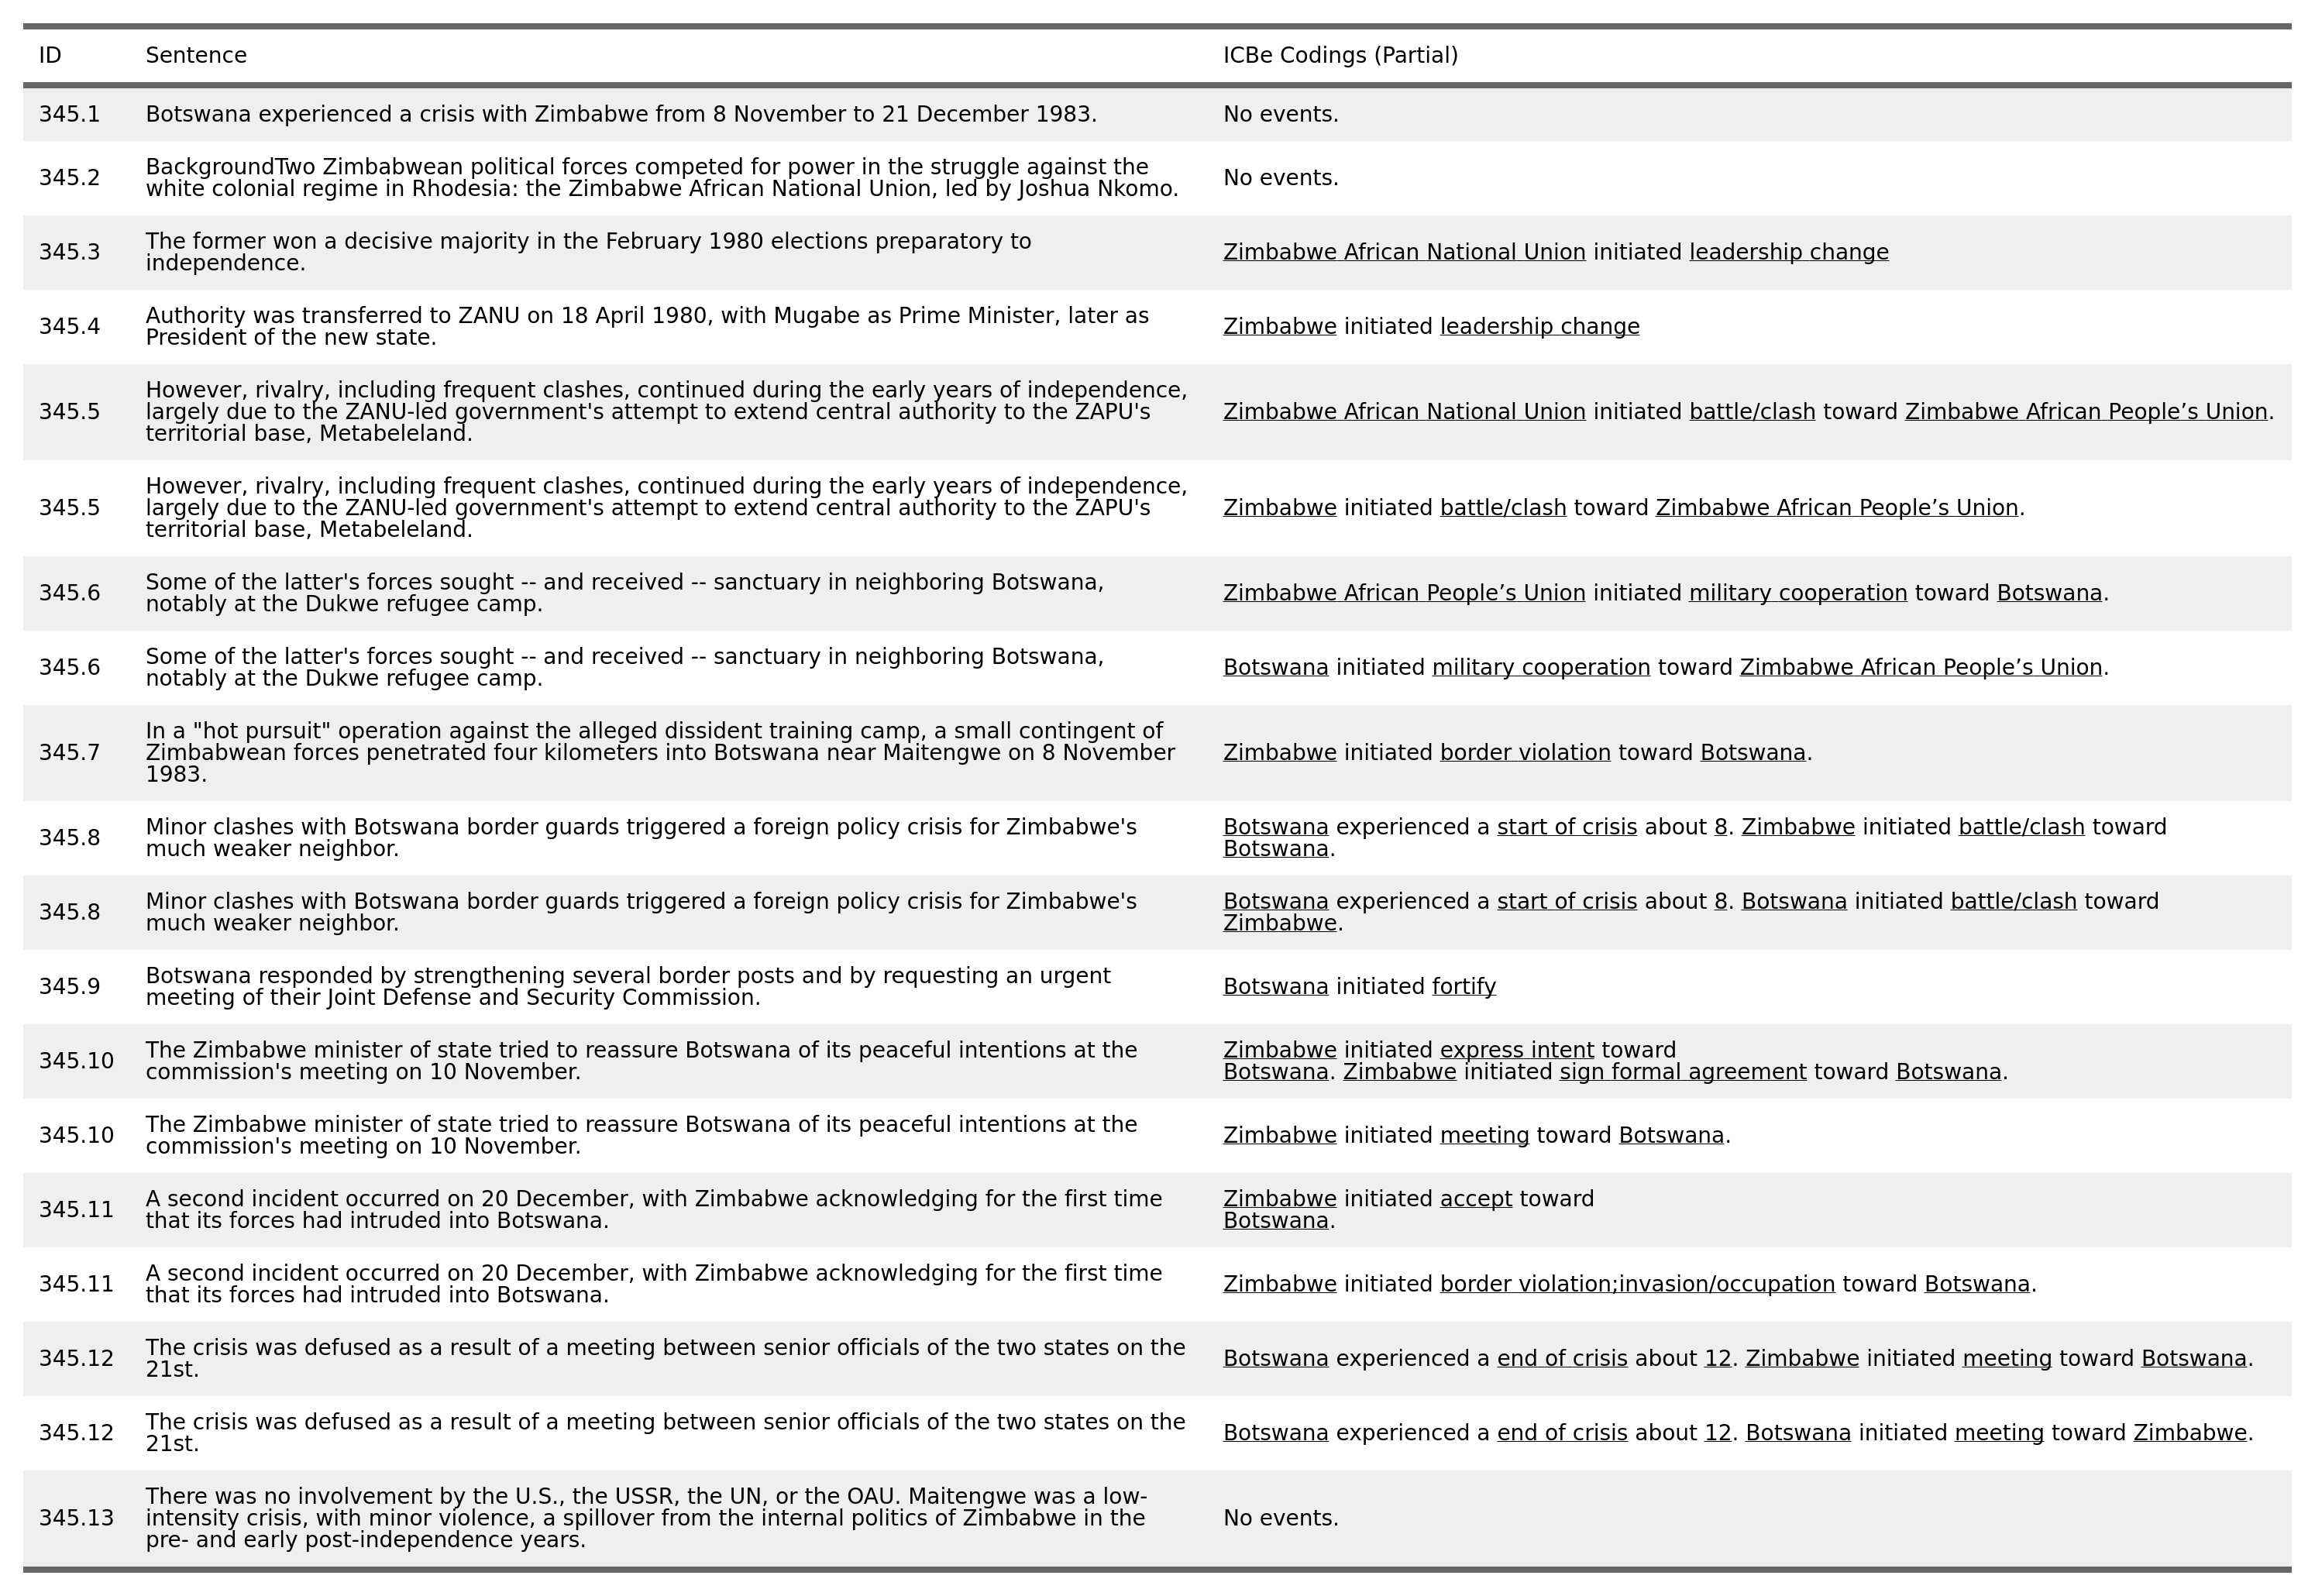 ID Sentence ICBe Codings (Partial)
345.1 Botswana experienced a crisis with Zimbabwe from 8 November to 21 December 1983. No events.
345.2 BackgroundTwo Zimbabwean political forces competed for power in the struggle against the
white colonial regime in Rhodesia: the Zimbabwe African National Union, led by Joshua Nkomo. No events.
345.3 The former won a decisive majority in the February 1980 elections preparatory to
independence. Zimbabwe African National Union initiated leadership change
345.4 Authority was transferred to ZANU on 18 April 1980, with Mugabe as Prime Minister, later as
President of the new state. Zimbabwe initiated leadership change
345.5 However, rivalry, including frequent clashes, continued during the early years of independence,
largely due to the ZANU-led government's attempt to extend central authority to the ZAPU's
territorial base, Metabeleland. Zimbabwe African National Union initiated battle/clash toward Zimbabwe African People’s Union.
345.5 However, rivalry, including frequent clashes, continued during the early years of independence,
largely due to the ZANU-led government's attempt to extend central authority to the ZAPU's
territorial base, Metabeleland. Zimbabwe initiated battle/clash toward Zimbabwe African People’s Union.
345.6 Some of the latter's forces sought -- and received -- sanctuary in neighboring Botswana,
notably at the Dukwe refugee camp. Zimbabwe African People’s Union initiated military cooperation toward Botswana.
345.6 Some of the latter's forces sought -- and received -- sanctuary in neighboring Botswana,
notably at the Dukwe refugee camp. Botswana initiated military cooperation toward Zimbabwe African People’s Union.
345.7 In a "hot pursuit" operation against the alleged dissident training camp, a small contingent of
Zimbabwean forces penetrated four kilometers into Botswana near Maitengwe on 8 November
1983. Zimbabwe initiated border violation toward Botswana.
345.8 Minor clashes with Botswana border guards triggered a foreign policy crisis for Zimbabwe's
much weaker neighbor. Botswana experienced a start of crisis about 8. Zimbabwe initiated battle/clash toward
Botswana.
345.8 Minor clashes with Botswana border guards triggered a foreign policy crisis for Zimbabwe's
much weaker neighbor. Botswana experienced a start of crisis about 8. Botswana initiated battle/clash toward
Zimbabwe.
345.9 Botswana responded by strengthening several border posts and by requesting an urgent
meeting of their Joint Defense and Security Commission. Botswana initiated fortify
345.10 The Zimbabwe minister of state tried to reassure Botswana of its peaceful intentions at the
commission's meeting on 10 November. Zimbabwe initiated express intent toward
Botswana. Zimbabwe initiated sign formal agreement toward Botswana.
345.10 The Zimbabwe minister of state tried to reassure Botswana of its peaceful intentions at the
commission's meeting on 10 November. Zimbabwe initiated meeting toward Botswana.
345.11 A second incident occurred on 20 December, with Zimbabwe acknowledging for the first time
that its forces had intruded into Botswana. Zimbabwe initiated accept toward
Botswana.
345.11 A second incident occurred on 20 December, with Zimbabwe acknowledging for the first time
that its forces had intruded into Botswana. Zimbabwe initiated border violation;invasion/occupation toward Botswana.
345.12 The crisis was defused as a result of a meeting between senior officials of the two states on the
21st. Botswana experienced a end of crisis about 12. Zimbabwe initiated meeting toward Botswana.
345.12 The crisis was defused as a result of a meeting between senior officials of the two states on the
21st. Botswana experienced a end of crisis about 12. Botswana initiated meeting toward Zimbabwe.
345.13 There was no involvement by the U.S., the USSR, the UN, or the OAU. Maitengwe was a low-
intensity crisis, with minor violence, a spillover from the internal politics of Zimbabwe in the
pre- and early post-independence years. No events.